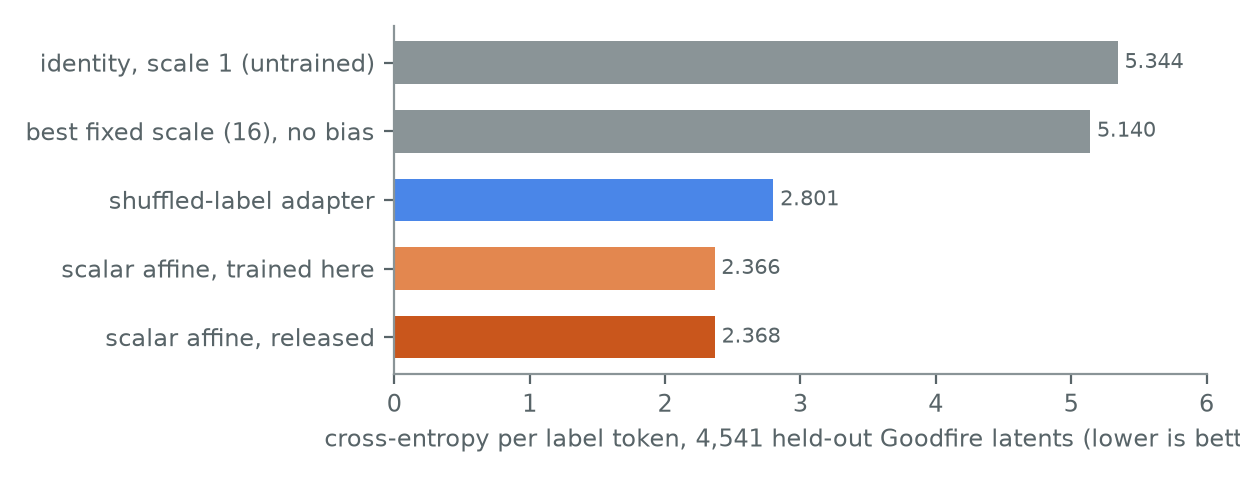 identity, scale 1 (untrained) 5.344
best fixed scale (16), no bias 5.140
shuffled-label adapter 2.801
scalar affine, trained here 2.366
scalar affine, released 2.368
0 1 2 3 4 5 6
cross-entropy per label token, 4,541 held-out Goodfire latents (lower is bett